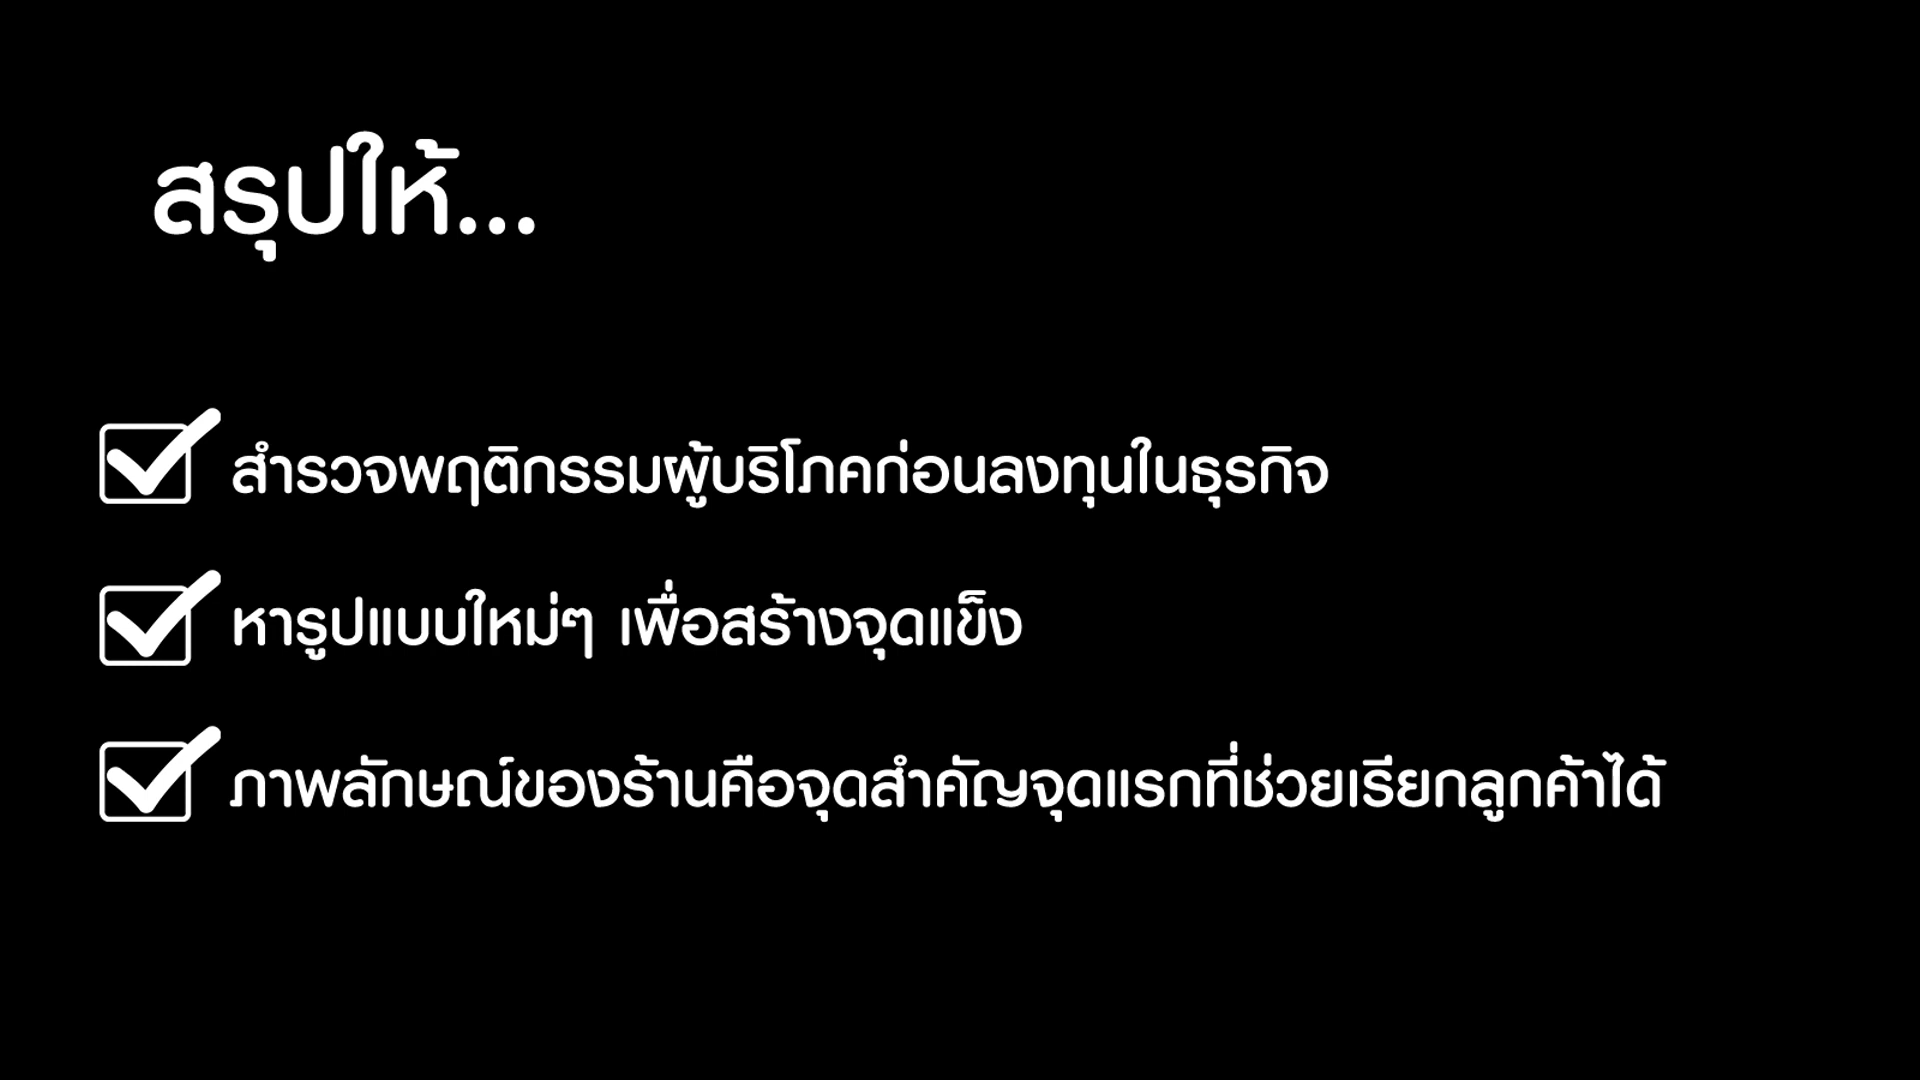 สรุปให้...
สำรวจพฤติกรรมผู้บริโภคก่อนลงทุนในธุรกิจ
หารูปแบบใหม่ๆ เพื่อสร้างจุดแข็ง
ภาพลักษณ์ของร้านคือจุดสำคัญจุดแรกที่ช่วยเรียกลูกค้าได้